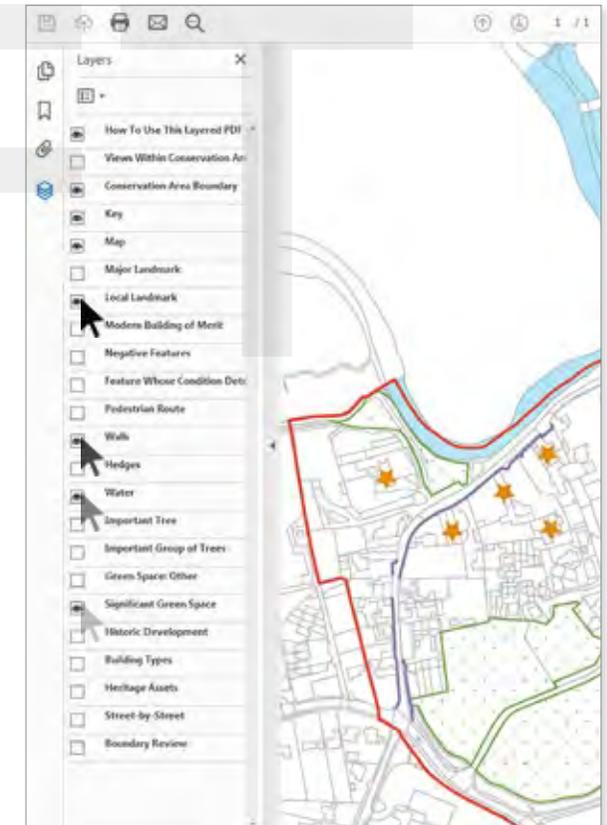 1 / 1
Layers
How To Use This Layered PDF
Views Within Conservation Are
Conservation Area Boundary
Key
Map
Major Landmark
Local Landmark
Modern Building of Merit
Negative Features
Feature Whose Condition Detr
Pedestrian Route
Walls
Hedges
Water
Important Tree
Important Group of Trees
Green Space: Other
Significant Green Space
Historic Development
Building Types
Heritage Assets
Street-by-Street
Boundary Review